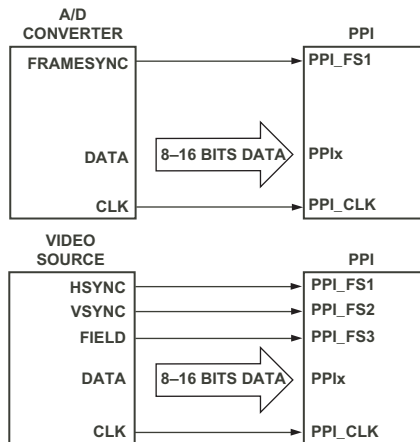 A/D
CONVERTER
PPI
FRAMESYNC
PPI_FS1
DATA
8–16 BITS DATA
PPIx
CLK
PPI_CLK
VIDEO
SOURCE
PPI
HSYNC
PPI_FS1
VSYNC
PPI_FS2
FIELD
PPI_FS3
DATA
8–16 BITS DATA
PPIx
CLK
PPI_CLK